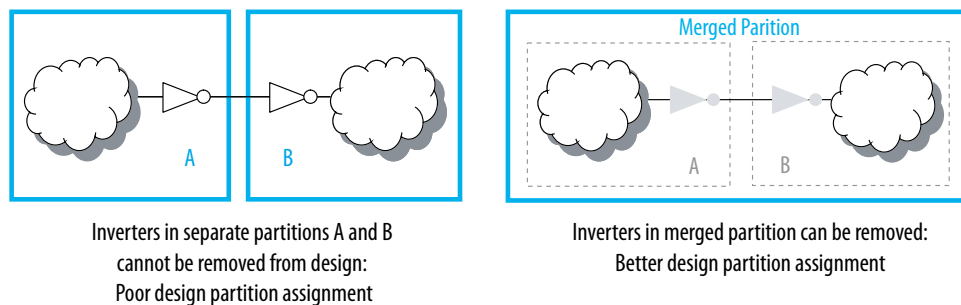 A
B
Inverters in separate partitions A and B
cannot be removed from design:
Poor design partition assignment
Merged Parition
A
B
Inverters in merged partition can be removed:
Better design partition assignment